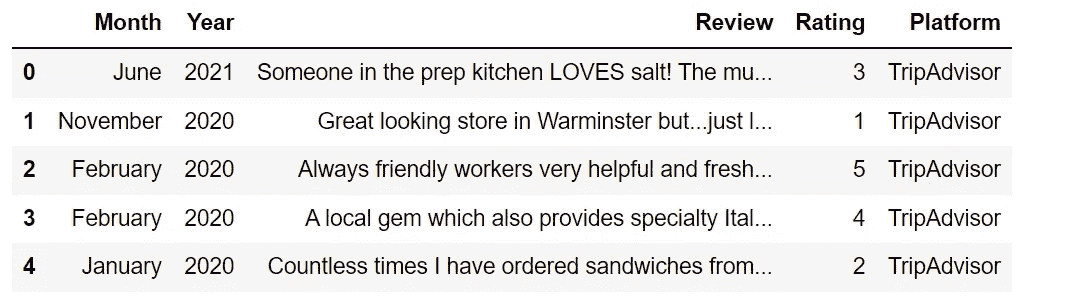 Month Year Review Rating Platform
0 June 2021 Someone in the prep kitchen LOVES salt! The mu... 3 TripAdvisor
1 November 2020 Great looking store in Warminster but...just l... 1 TripAdvisor
2 February 2020 Always friendly workers very helpful and fresh... 5 TripAdvisor
3 February 2020 A local gem which also provides specialty Ital... 4 TripAdvisor
4 January 2020 Countless times I have ordered sandwiches from... 2 TripAdvisor